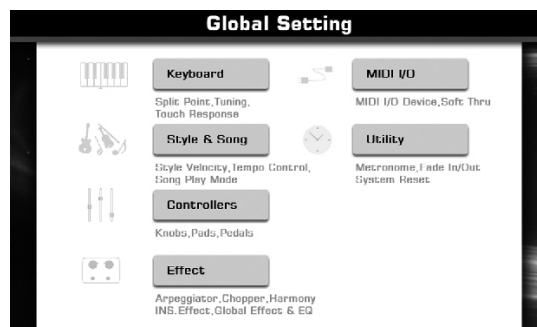 Global Setting
Keyboard
Split Point,Tuning,
Touch Response
MIDI I/O
MIDI I/O Device,Soft Thru
Style & Song
Style Velocity,Tempo Control,
Song Play Mode
Utility
Metronome,Fade In/Out
System Reset
Controllers
Knobs,Pads,Pedals
Effect
Arpeggiator,Chopper,Harmony
INS.Effect,Global Effect & EQ